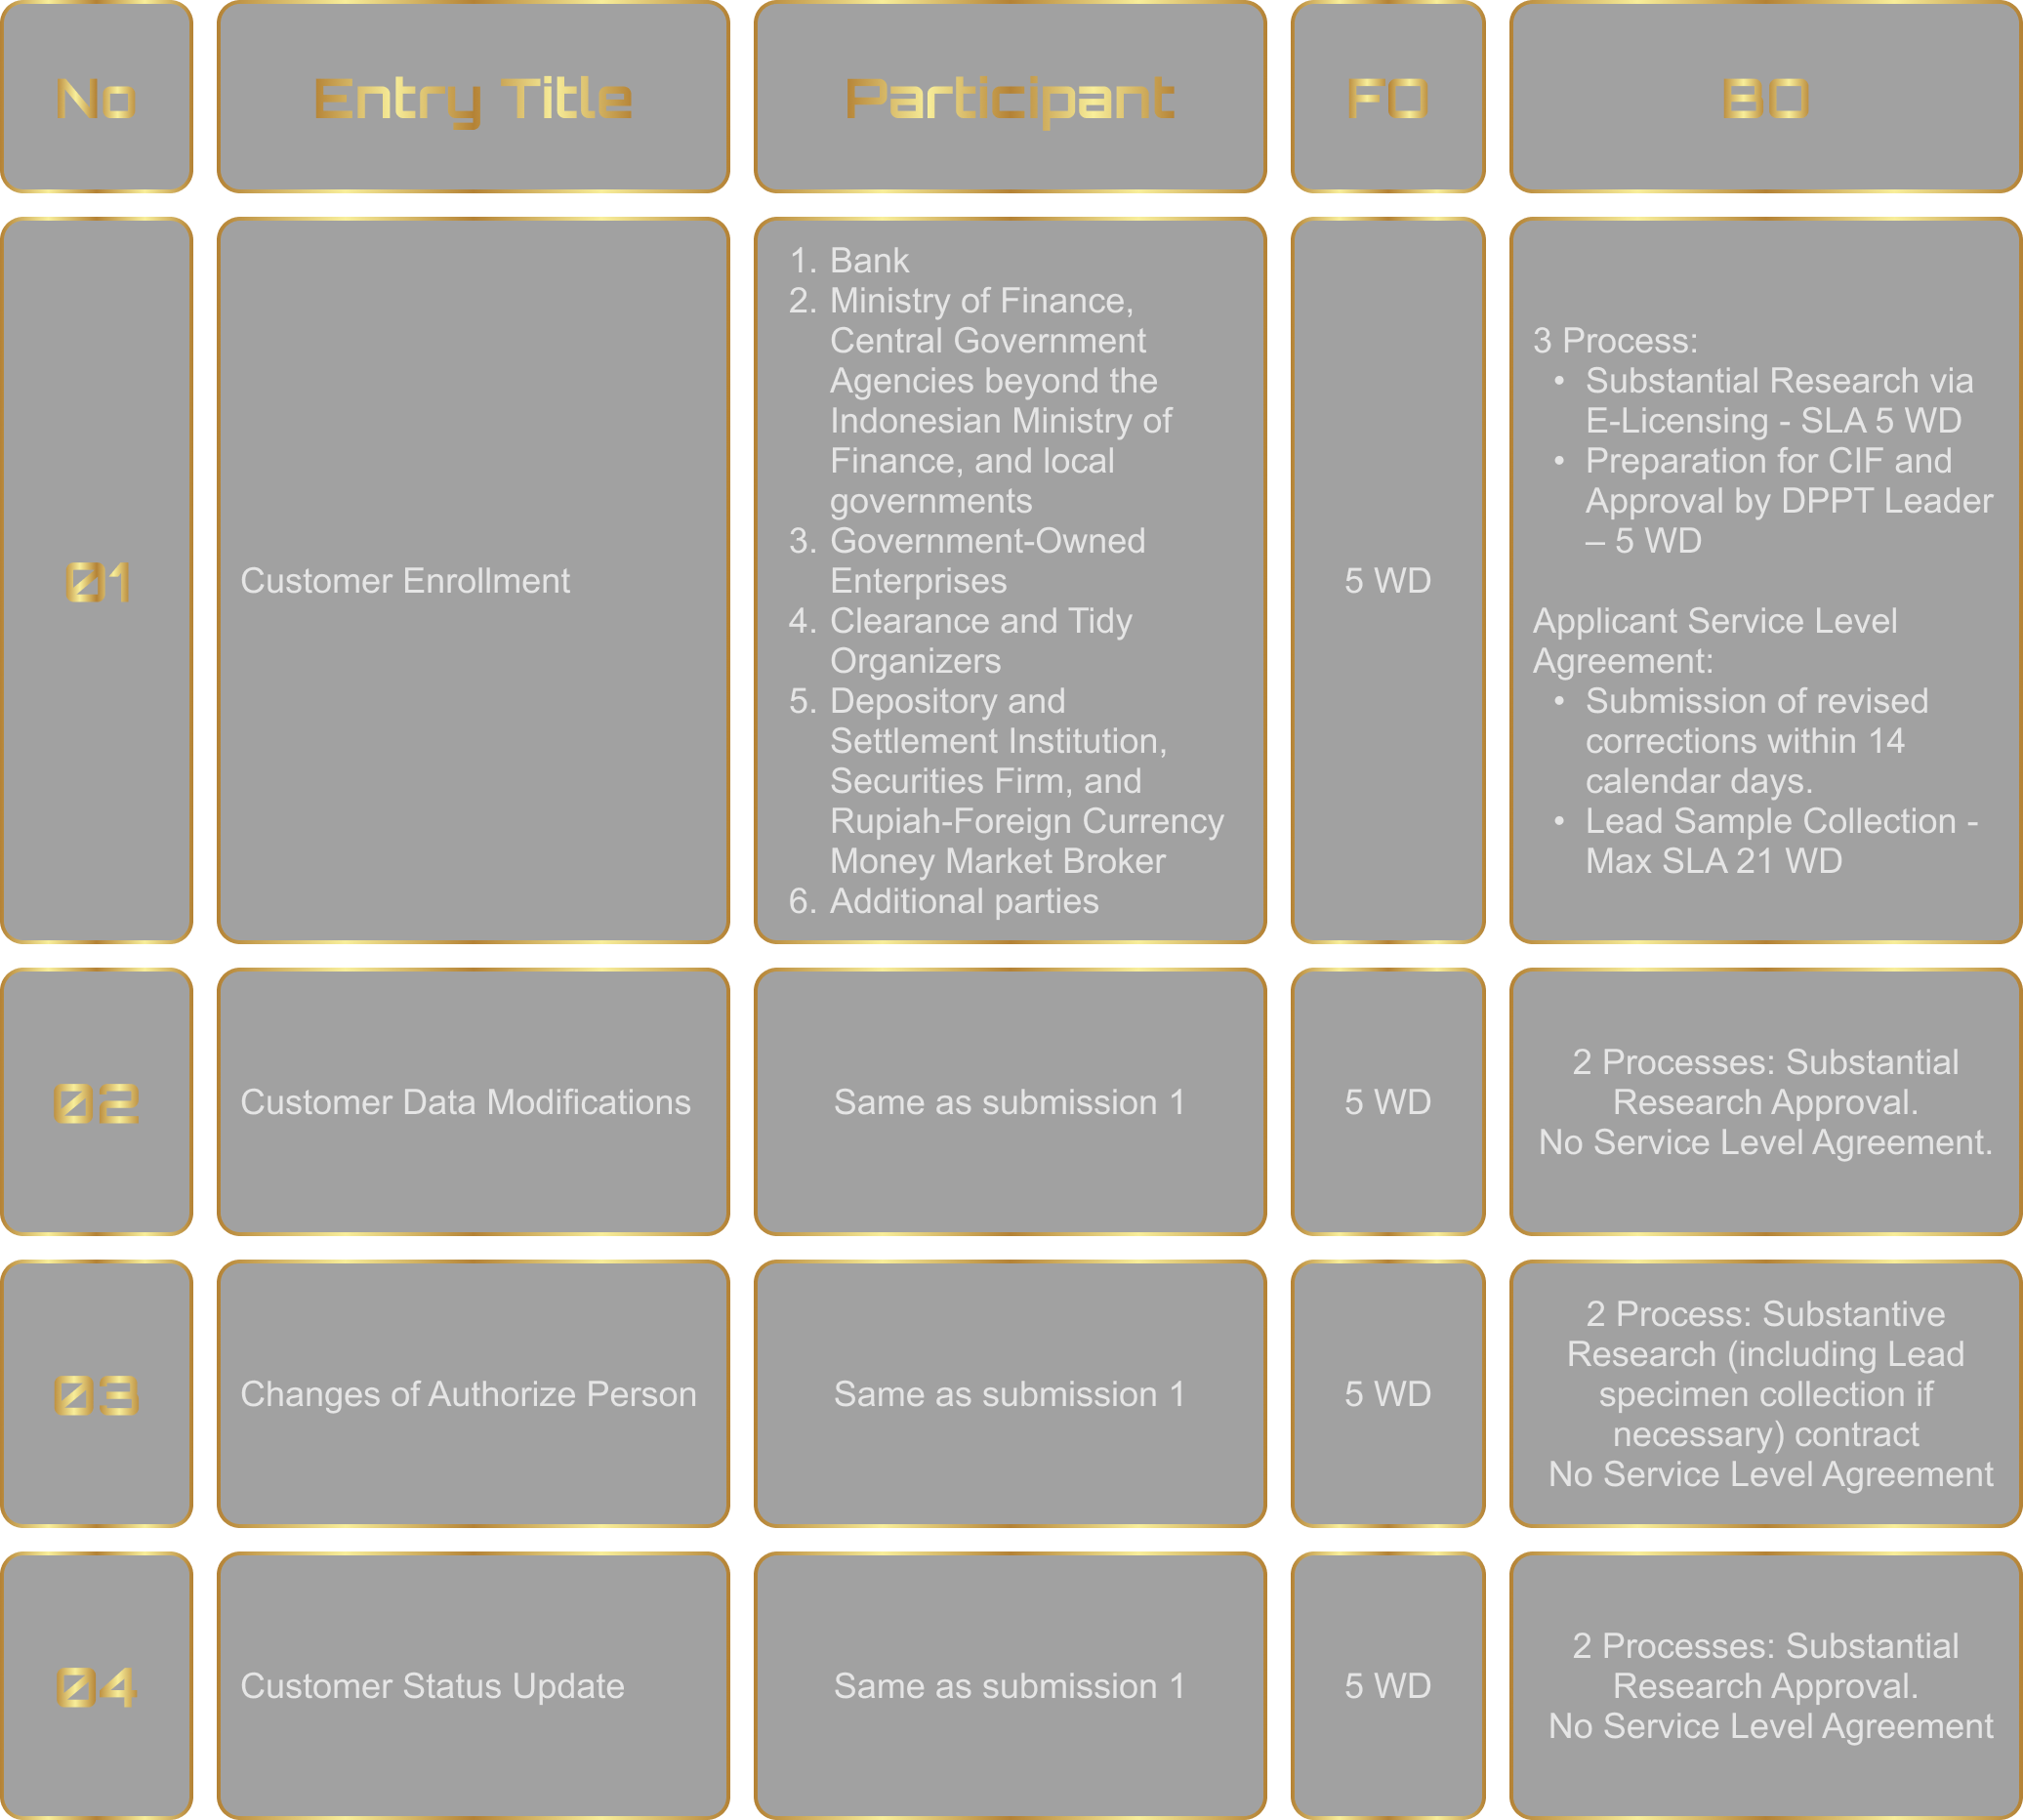 No
Entry Title
Participant
FO
BO
01
Customer Enrollment
1. Bank
2. Ministry of Finance,
Central Government
Agencies beyond the
Indonesian Ministry of
Finance, and local
governments
3. Government-Owned
Enterprises
4. Clearance and Tidy
Organizers
5. Depository and
Settlement Institution,
Securities Firm, and
Rupiah-Foreign Currency
Money Market Broker
6. Additional parties
5 WD
3 Process:
• Substantial Research via
E-Licensing - SLA 5 WD
• Preparation for CIF and
Approval by DPPT Leader
– 5 WD
Applicant Service Level
Agreement:
• Submission of revised
corrections within 14
calendar days.
• Lead Sample Collection -
Max SLA 21 WD
02
Customer Data Modifications
Same as submission 1
5 WD
2 Processes: Substantial
Research Approval.
No Service Level Agreement.
03
Changes of Authorize Person
Same as submission 1
5 WD
2 Process: Substantive
Research (including Lead
specimen collection if
necessary) contract
No Service Level Agreement
04
Customer Status Update
Same as submission 1
5 WD
2 Processes: Substantial
Research Approval.
No Service Level Agreement